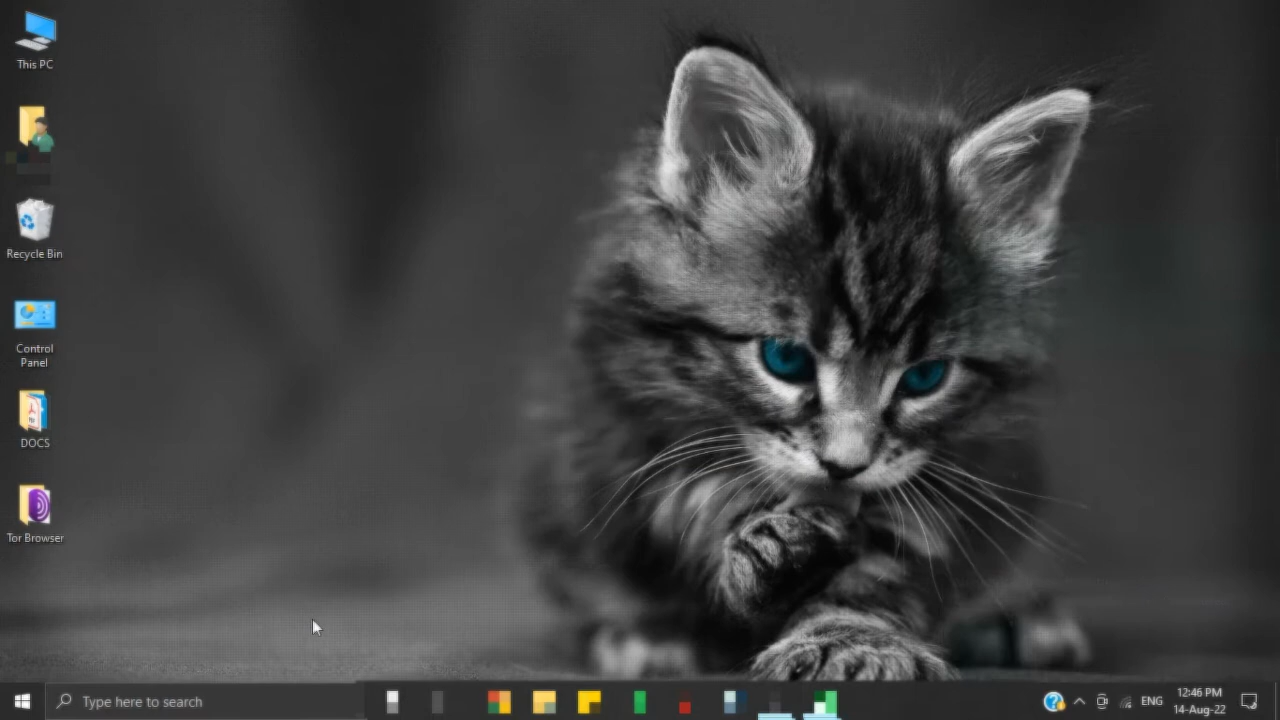 This PC
Recycle Bin
Control
Panel
DOCS
Tor Browser
Type here to search
ENG
12:46 PM
14-Aug-22